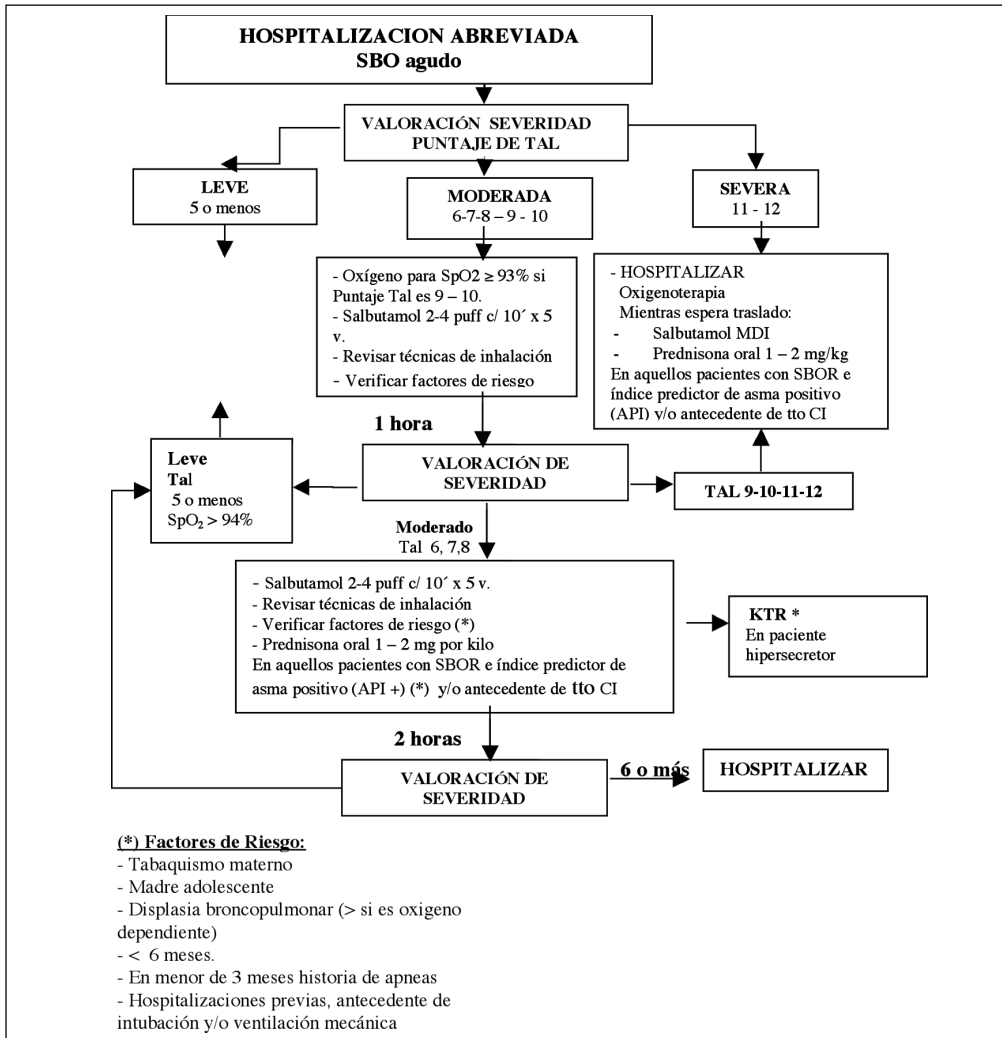 HOSPITALIZACION ABREVIADA
SBO agudo
VALORACIÓN SEVERIDAD
PUNTAJE DE TAL
LEVE
5 o menos
MODERADA
6-7-8 – 9 - 10
SEVERA
11 - 12
- Oxígeno para SpO2 ≥ 93% si
Puntaje Tal es 9 – 10.
- Salbutamol 2-4 puff c/ 10´ x 5
v.
- Revisar técnicas de inhalación
- Verificar factores de riesgo
- HOSPITALIZAR
Oxigenoterapia
Mientras espera traslado:
- Salbutamol MDI
- Prednisona oral 1 – 2 mg/kg
En aquellos pacientes con SBOR e
índice predictor de asma positivo
(API) y/o antecedente de tto CI
1 hora
Leve
Tal
5 o menos
SpO₂ > 94%
VALORACIÓN DE
SEVERIDAD
TAL 9-10-11-12
Moderado
Tal 6, 7,8
- Salbutamol 2-4 puff c/ 10´ x 5 v.
- Revisar técnicas de inhalación
- Verificar factores de riesgo (*)
- Prednisona oral 1 – 2 mg por kilo
En aquellos pacientes con SBOR e índice predictor de
asma positivo (API +) (*) y/o antecedente de tto CI
KTR *
En paciente
hipersecretor
2 horas
VALORACIÓN DE
SEVERIDAD
6 o más
HOSPITALIZAR
(*) Factores de Riesgo:
- Tabaquismo materno
- Madre adolescente
- Displasia broncopulmonar (> si es oxigeno
dependiente)
- < 6 meses.
- En menor de 3 meses historia de apneas
- Hospitalizaciones previas, antecedente de
intubación y/o ventilación mecánica